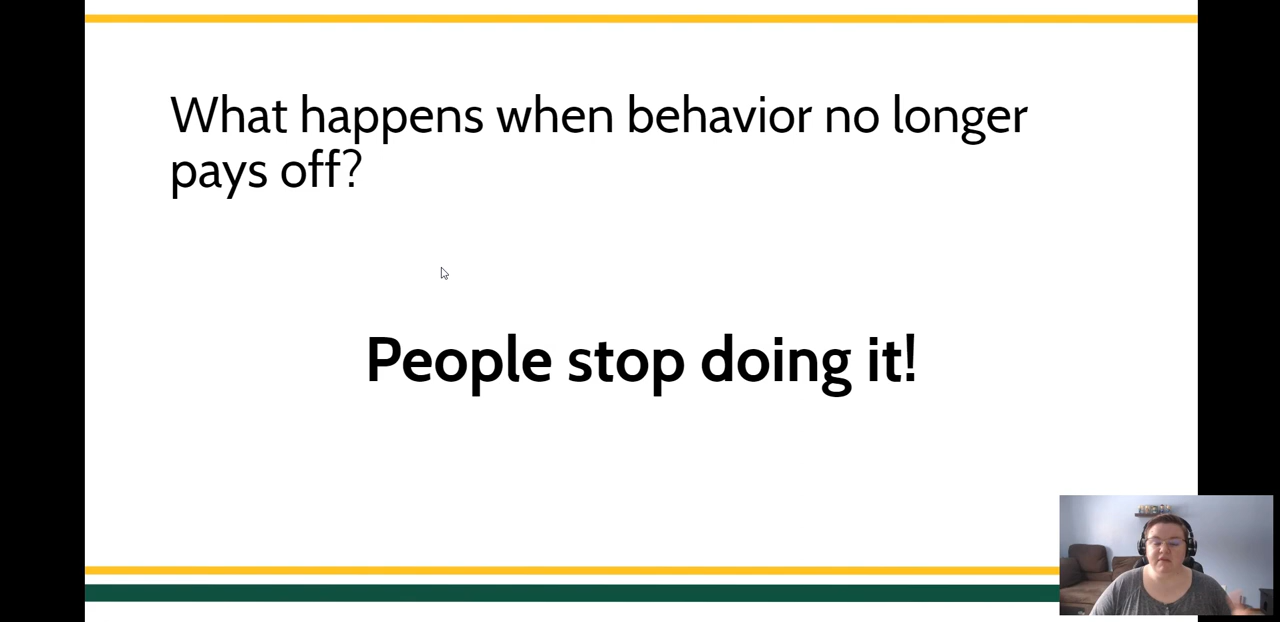 What happens when behavior no longer
pays off?
People stop doing it!